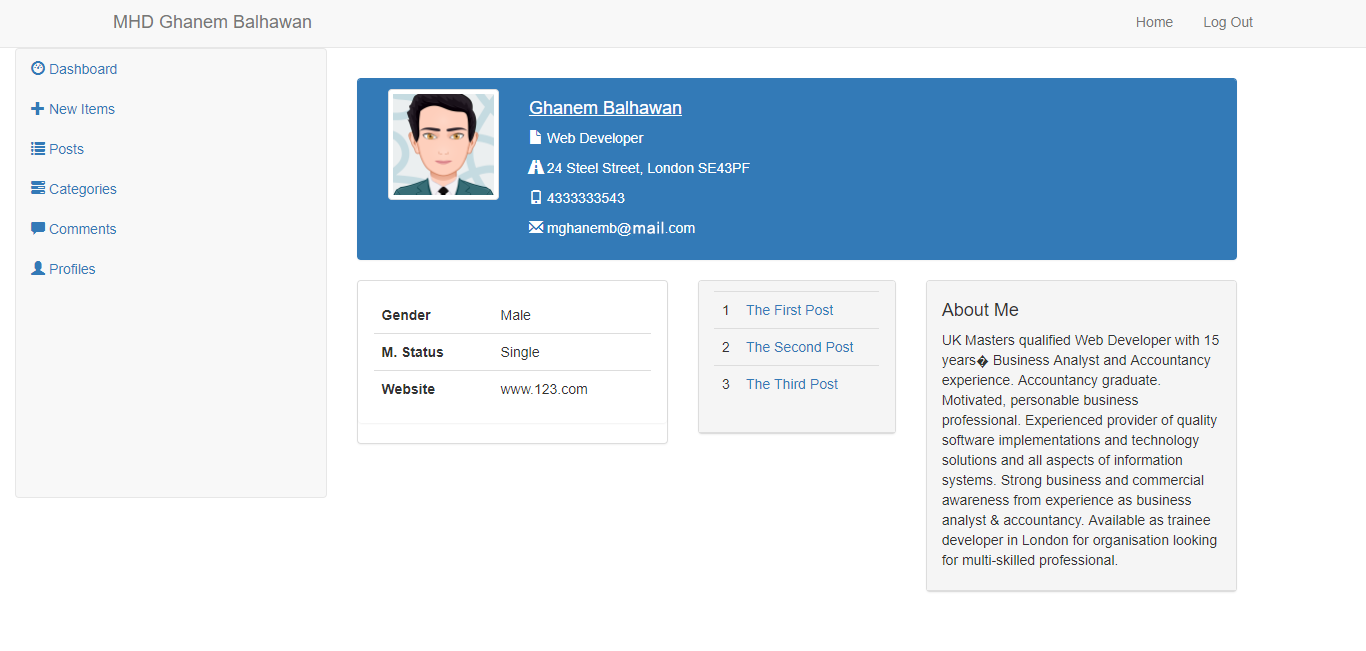 MHD Ghanem Balhawan
Home
Log Out
Dashboard
New Items
Posts
Categories
Comments
Profiles
Ghanem Balhawan
Web Developer
24 Steel Street, London SE43PF
4333333543
mghanemb@mail.com
Gender Male
M. Status Single
Website www.123.com
1 The First Post
2 The Second Post
3 The Third Post
About Me
UK Masters qualified Web Developer with 15
years� Business Analyst and Accountancy
experience. Accountancy graduate.
Motivated, personable business
professional. Experienced provider of quality
software implementations and technology
solutions and all aspects of information
systems. Strong business and commercial
awareness from experience as business
analyst & accountancy. Available as trainee
developer in London for organisation looking
for multi-skilled professional.